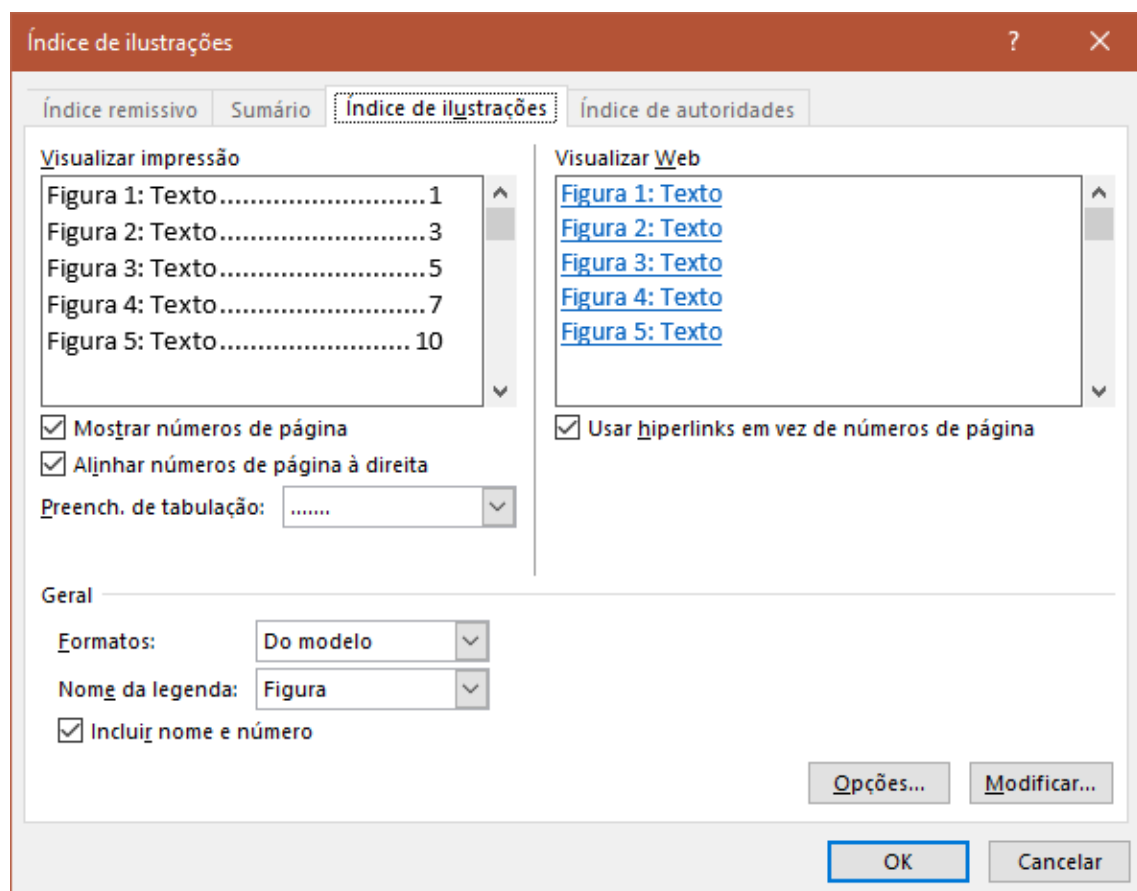 Índice de ilustrações
?
Índice remissivo Sumário Índice de ilustrações Índice de autoridades
Visualizar impressão
Figura 1: Texto...........................1
Figura 2: Texto...........................3
Figura 3: Texto...........................5
Figura 4: Texto...........................7
Figura 5: Texto......................... 10
Mostrar números de página
Alinhar números de página à direita
Preench. de tabulação: .......
Visualizar Web
Figura 1: Texto
Figura 2: Texto
Figura 3: Texto
Figura 4: Texto
Figura 5: Texto
Usar hiperlinks em vez de números de página
Geral
Formatos: Do modelo
Nome da legenda: Figura
Incluir nome e número
Opções... Modificar...
OK Cancelar